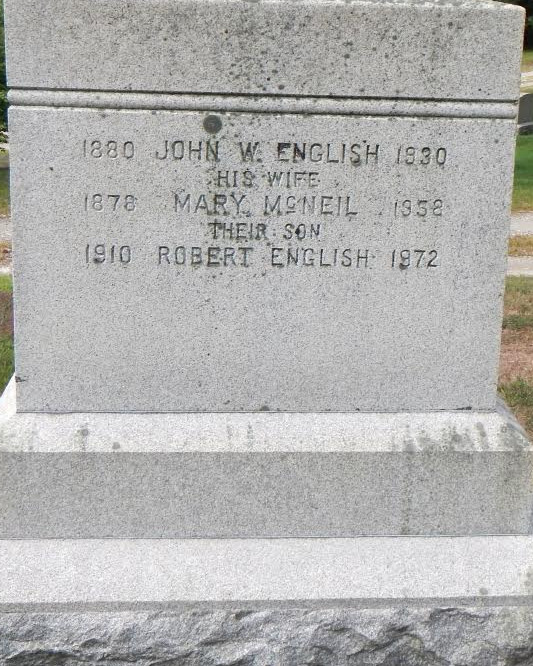 1880 JOHN W. ENGLISH 1930
HIS WIFE
1878 MARY McNEIL 1958
THEIR SON
1910 ROBERT ENGLISH 1972